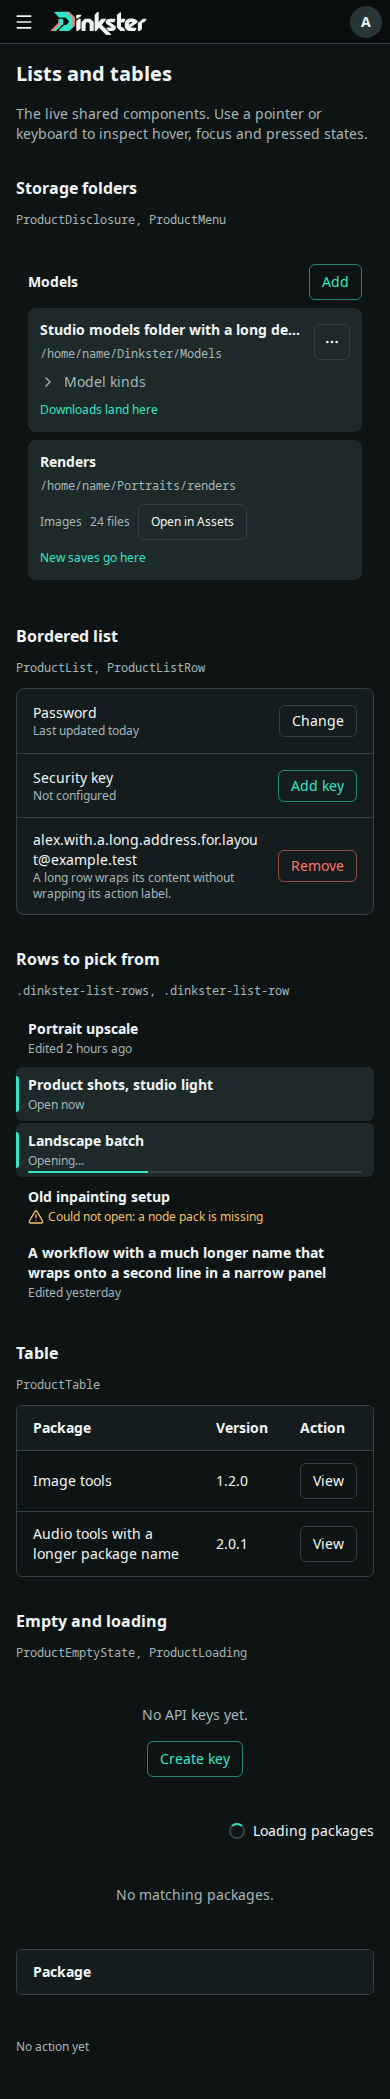 Dinkster
A
Lists and tables
The live shared components. Use a pointer or
keyboard to inspect hover, focus and pressed states.
Storage folders
ProductDisclosure, ProductMenu
Models
Add
Studio models folder with a long de...
/home/name/Dinkster/Models
Model kinds
Downloads land here
Renders
/home/name/Portraits/renders
Images 24 files Open in Assets
New saves go here
Bordered list
ProductList, ProductListRow
Password
Last updated today
Change
Security key
Not configured
Add key
alex.with.a.long.address.for.layou
t@example.test
A long row wraps its content without
wrapping its action label.
Remove
Rows to pick from
.dinkster-list-rows, .dinkster-list-row
Portrait upscale
Edited 2 hours ago
Product shots, studio light
Open now
Landscape batch
Opening...
Old inpainting setup
Could not open: a node pack is missing
A workflow with a much longer name that
wraps onto a second line in a narrow panel
Edited yesterday
Table
ProductTable
Package Version Action
Image tools 1.2.0 View
Audio tools with a
longer package name
2.0.1 View
Empty and loading
ProductEmptyState, ProductLoading
No API keys yet.
Create key
Loading packages
No matching packages.
Package
No action yet